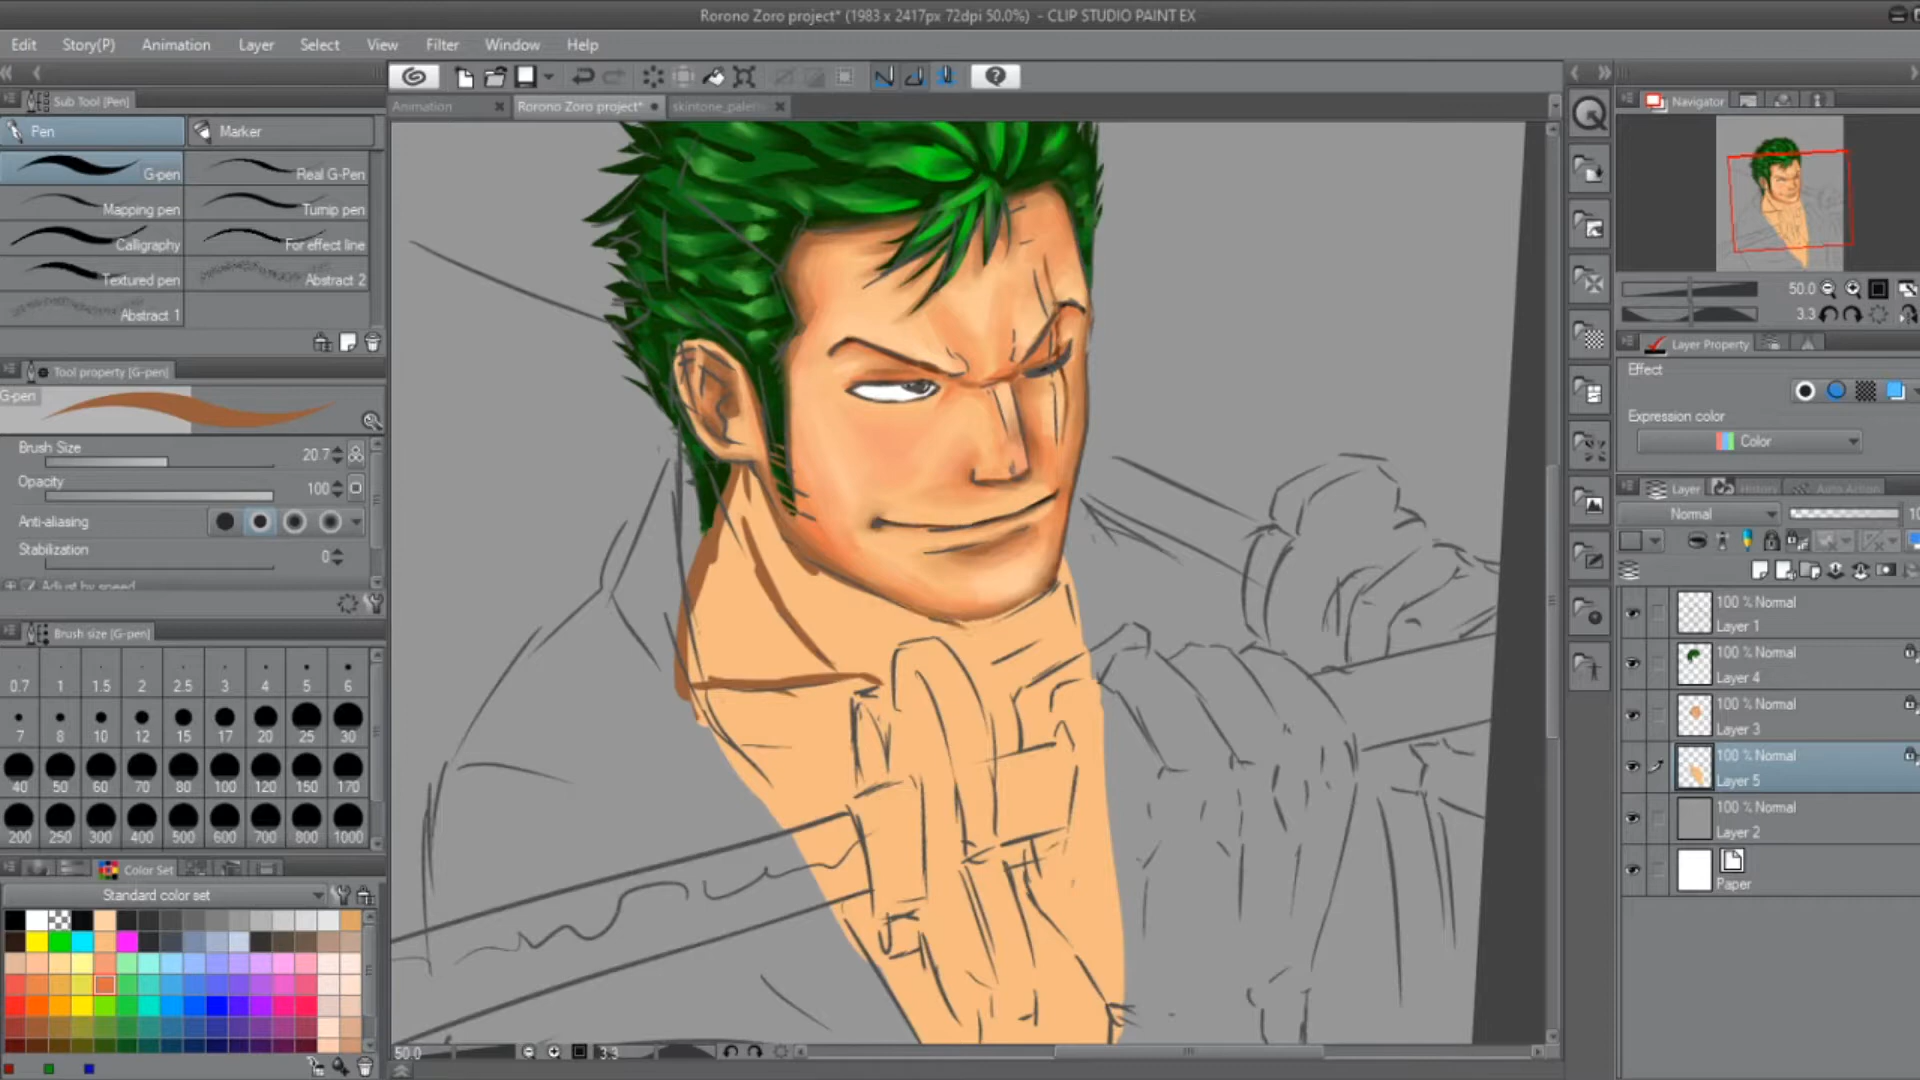 Rorono Zoro project* (1983 x 2417px 72dpi 50.0%) - CLIP STUDIO PAINT EX
Edit Story(P) Animation Layer Select View Filter Window Help
Sub Tool [Pen]
Pen
Marker
G-pen
Real G-Pen
Mapping pen
Turnip pen
Calligraphy
For effect line
Textured pen
Abstract 2
Abstract 1
Tool property [G-pen]
G-pen
Brush Size 20.7
Opacity 100
Anti-aliasing
Stabilization 0
Adjust by speed
Brush size [G-pen]
0.7 1 1.5 2 2.5 3 4 5 6
7 8 10 12 15 17 20 25 30
40 50 60 70 80 100 120 150 170
200 250 300 400 500 600 700 800 1000
Color Set
Standard color set
Animation
Rorono Zoro project*
skintone_palett
50.0
3.3
Navigator
50.0
3.3
Layer Property
Effect
Expression color
Color
Layer
History
Auto Action
Normal
10
100 % Normal
Layer 1
100 % Normal
Layer 4
100 % Normal
Layer 3
100 % Normal
Layer 5
100 % Normal
Layer 2
Paper